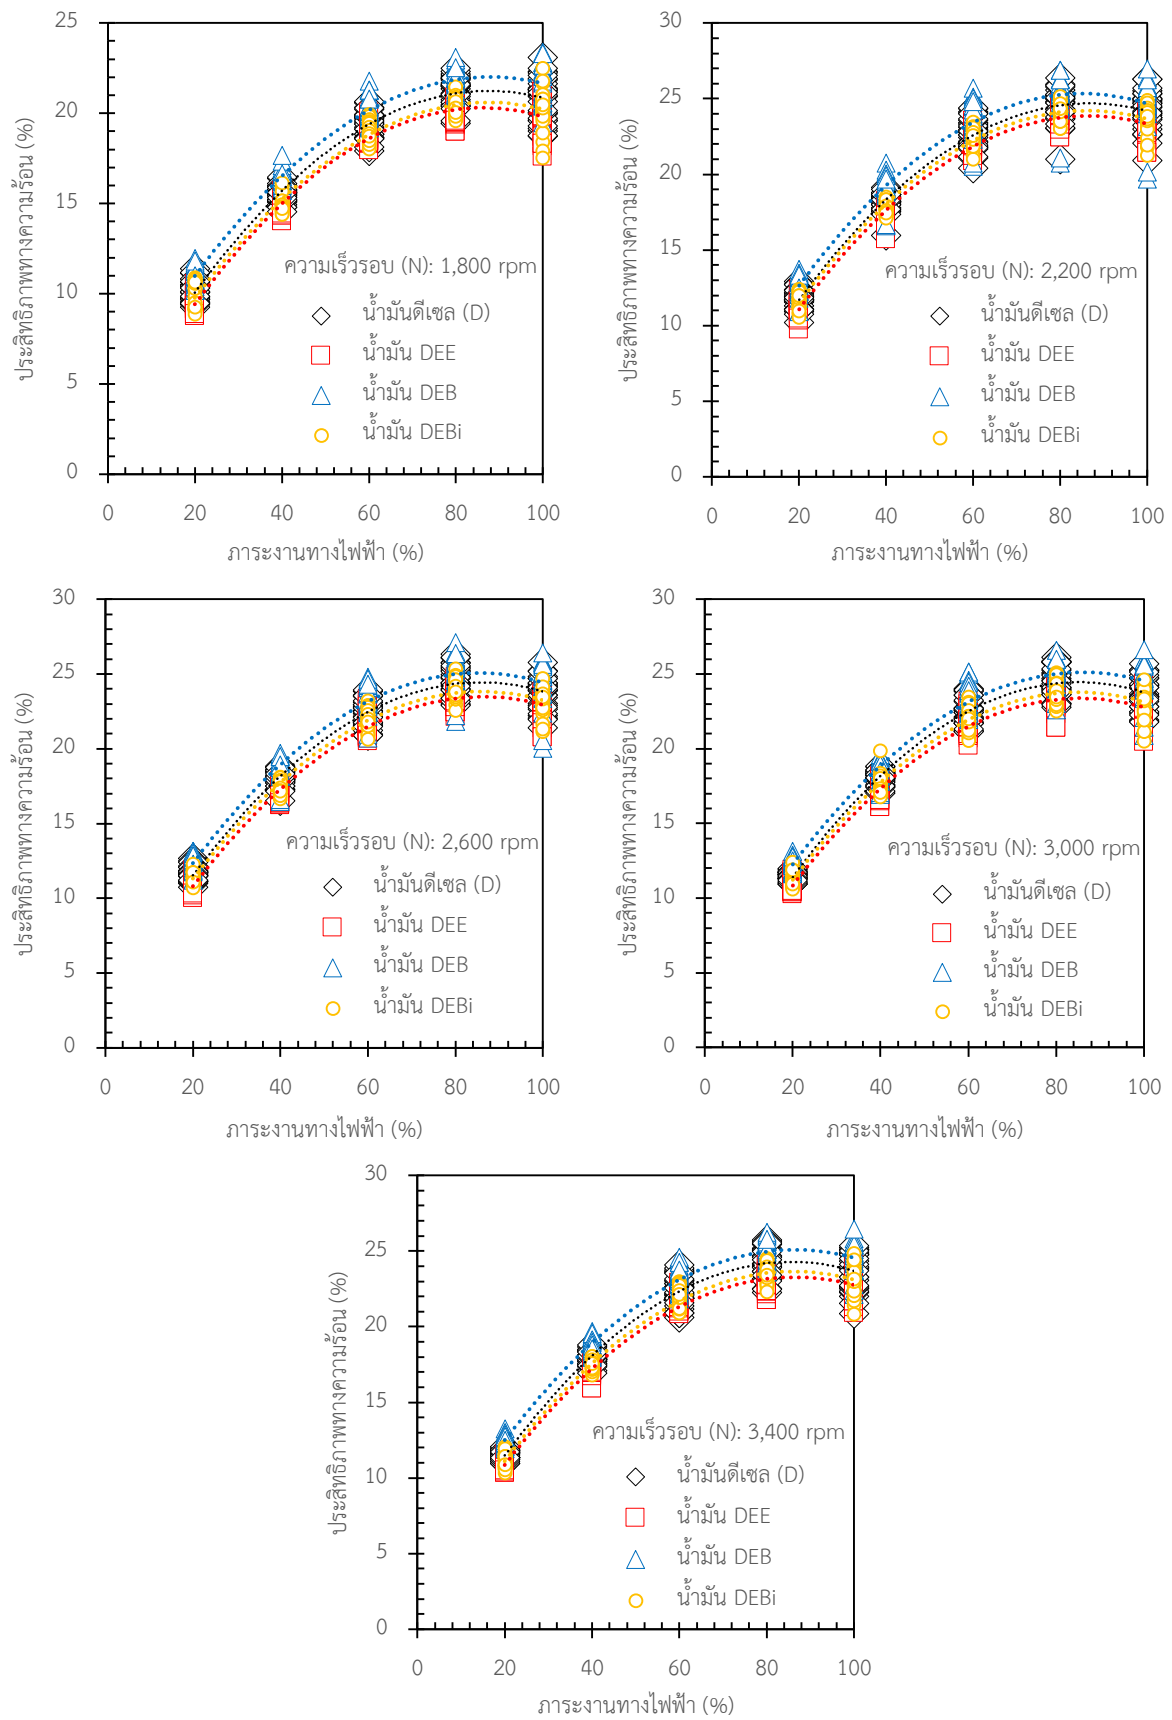 25
20
15
10
5
0
ประสิทธิภาพทางความร้อน (%)
ความเร็วรอบ (N): 1,800 rpm
น้ำมันดีเซล (D)
น้ำมัน DEE
น้ำมัน DEB
น้ำมัน DEBi
0 20 40 60 80 100
ภาระงานทางไฟฟ้า (%)
30
25
20
15
10
5
0
ประสิทธิภาพทางความร้อน (%)
ความเร็วรอบ (N): 2,200 rpm
น้ำมันดีเซล (D)
น้ำมัน DEE
น้ำมัน DEB
น้ำมัน DEBi
0 20 40 60 80 100
ภาระงานทางไฟฟ้า (%)
30
25
20
15
10
5
0
ประสิทธิภาพทางความร้อน (%)
ความเร็วรอบ (N): 2,600 rpm
น้ำมันดีเซล (D)
น้ำมัน DEE
น้ำมัน DEB
น้ำมัน DEBi
0 20 40 60 80 100
ภาระงานทางไฟฟ้า (%)
30
25
20
15
10
5
0
ประสิทธิภาพทางความร้อน (%)
ความเร็วรอบ (N): 3,000 rpm
น้ำมันดีเซล (D)
น้ำมัน DEE
น้ำมัน DEB
น้ำมัน DEBi
0 20 40 60 80 100
ภาระงานทางไฟฟ้า (%)
30
25
20
15
10
5
0
ประสิทธิภาพทางความร้อน (%)
ความเร็วรอบ (N): 3,400 rpm
น้ำมันดีเซล (D)
น้ำมัน DEE
น้ำมัน DEB
น้ำมัน DEBi
0 20 40 60 80 100
ภาระงานทางไฟฟ้า (%)